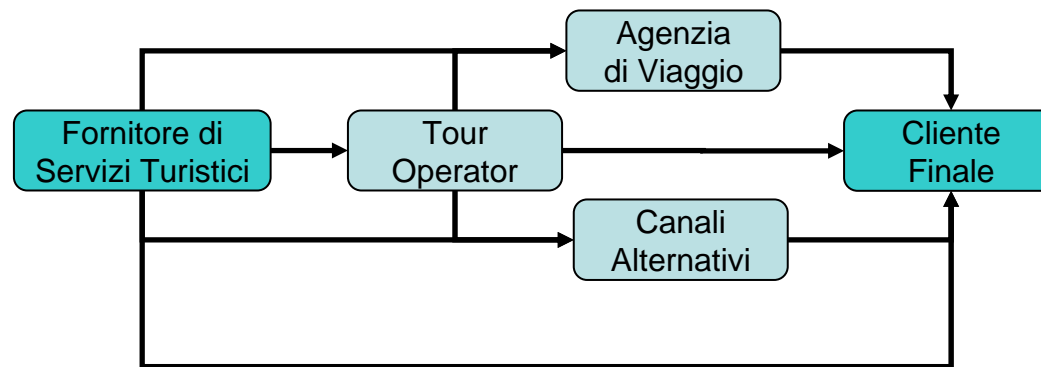 Agenzia
di Viaggio
Fornitore di
Servizi Turistici
Tour
Operator
Cliente
Finale
Canali
Alternativi